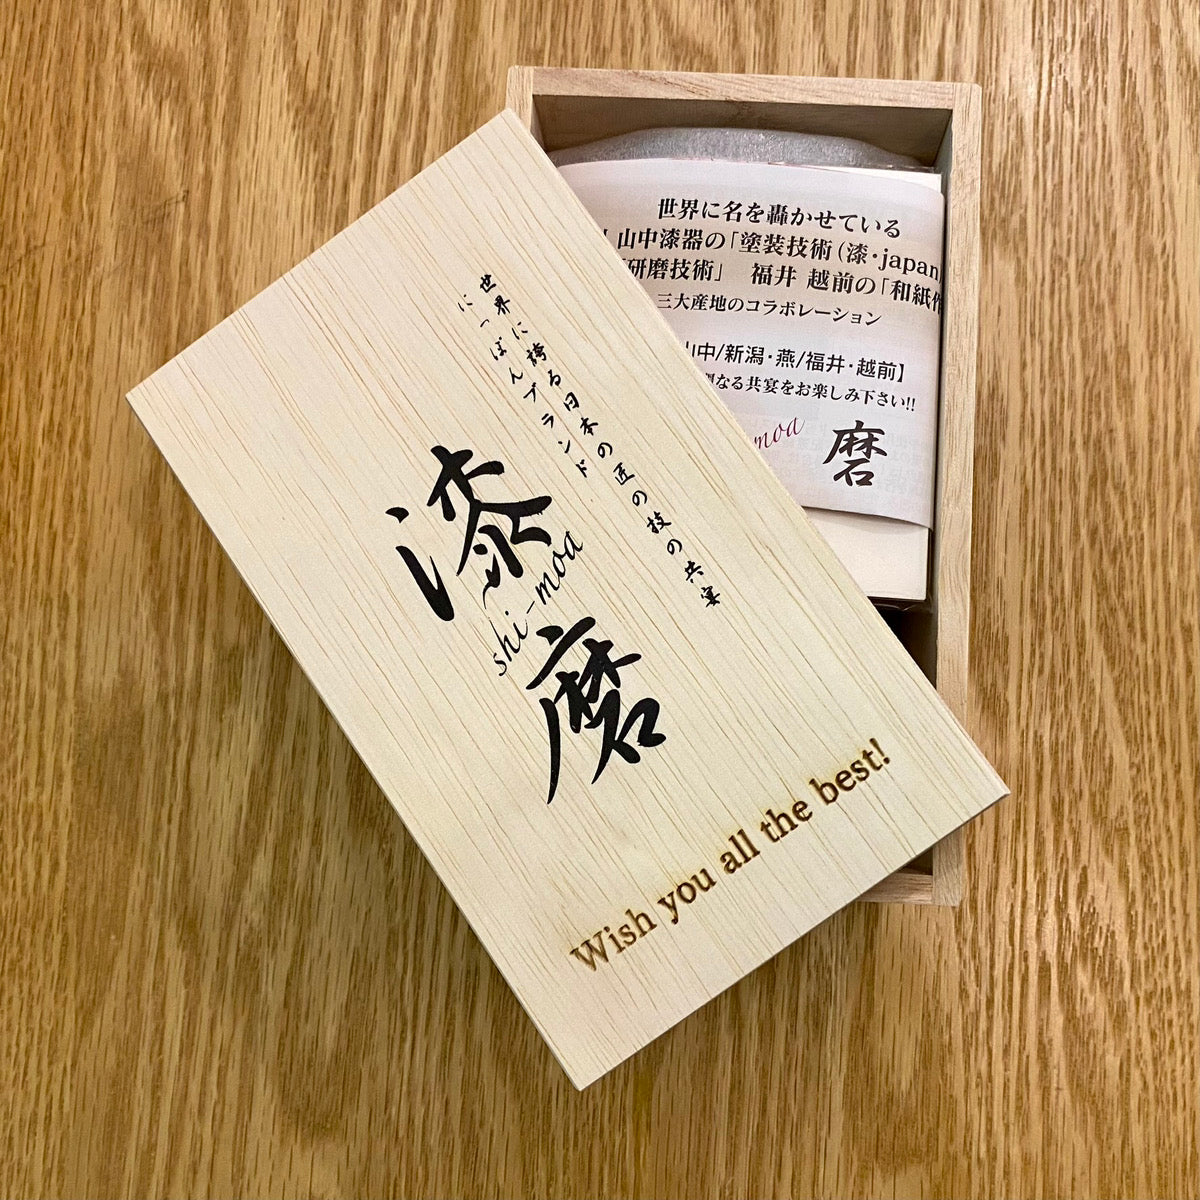 世界に誇る日本の匠の技の共宴
にっぽんブランド
漆
shi-moa
磨
Wish you all the best!
世界に名を轟かせている
山中漆器の「塗装技術(漆・japan)
研磨技術」 福井 越前の「和紙作
三大産地のコラボレーション
山中/新潟・燕/福井・越前】
なる共宴をお楽しみ下さい!!
moa
磨